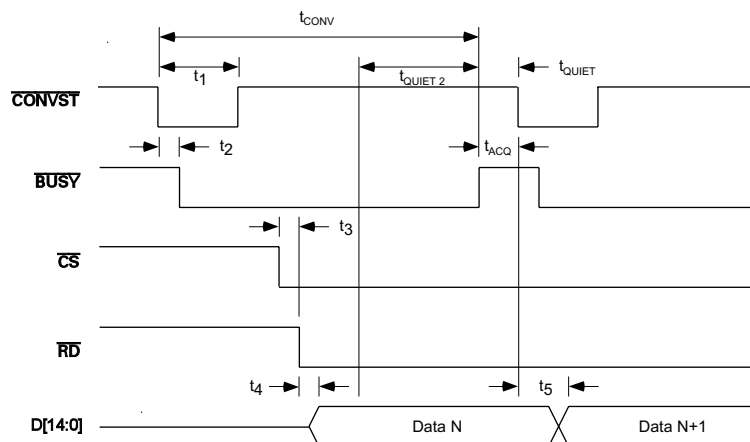 tCONV
t1
tQUIET 2
tQUIET
CONVST
t2
tACQ
BUSY
t3
CS
RD
t4
t5
D[14:0]
Data N
Data N+1